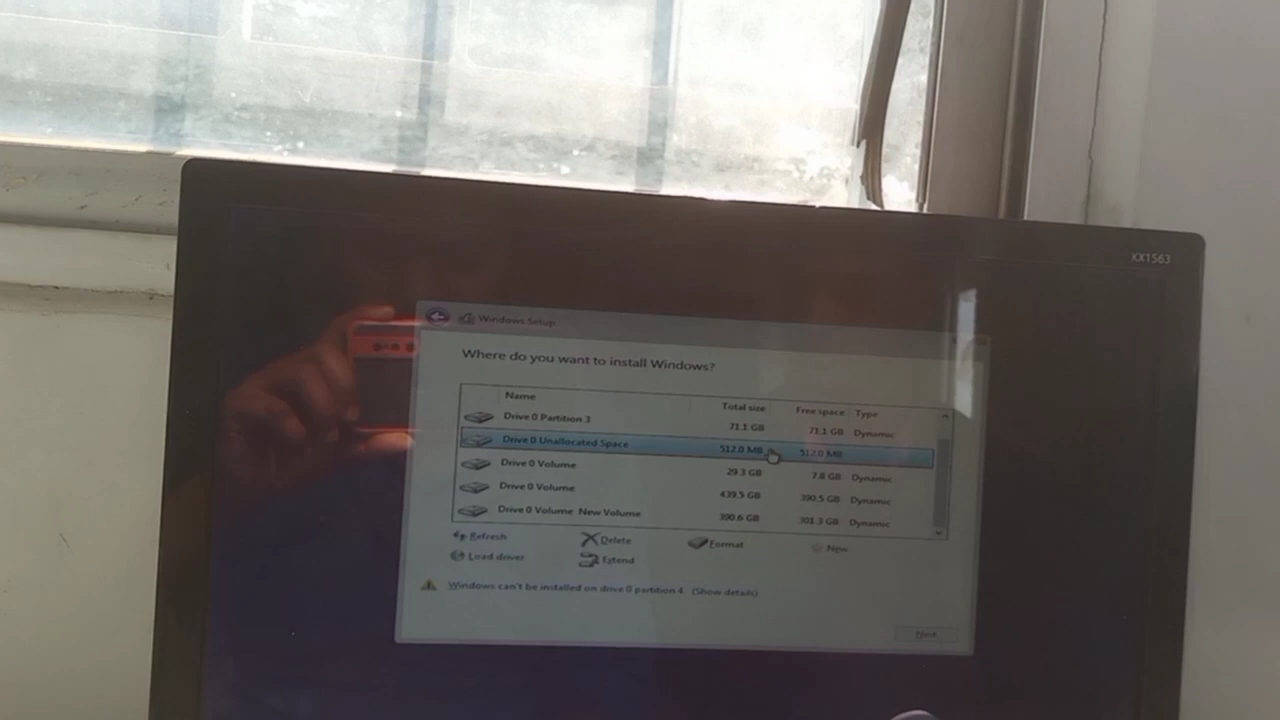 KX1563
Windows Setup
Where do you want to install Windows?
Name Total size Free space Type
Drive 0 Partition 3 71.1 GB 71.1 GB Dynamic
Drive 0 Unallocated Space 512.0 MB 512.0 MB
Drive 0 Volume 29.3 GB 7.8 GB Dynamic
Drive 0 Volume 439.5 GB 390.5 GB Dynamic
Drive 0 Volume New Volume 390.6 GB 301.3 GB Dynamic
Refresh Delete Format New
Load driver Extend
Windows can't be installed on drive 0 partition 4 (Show details)
Next